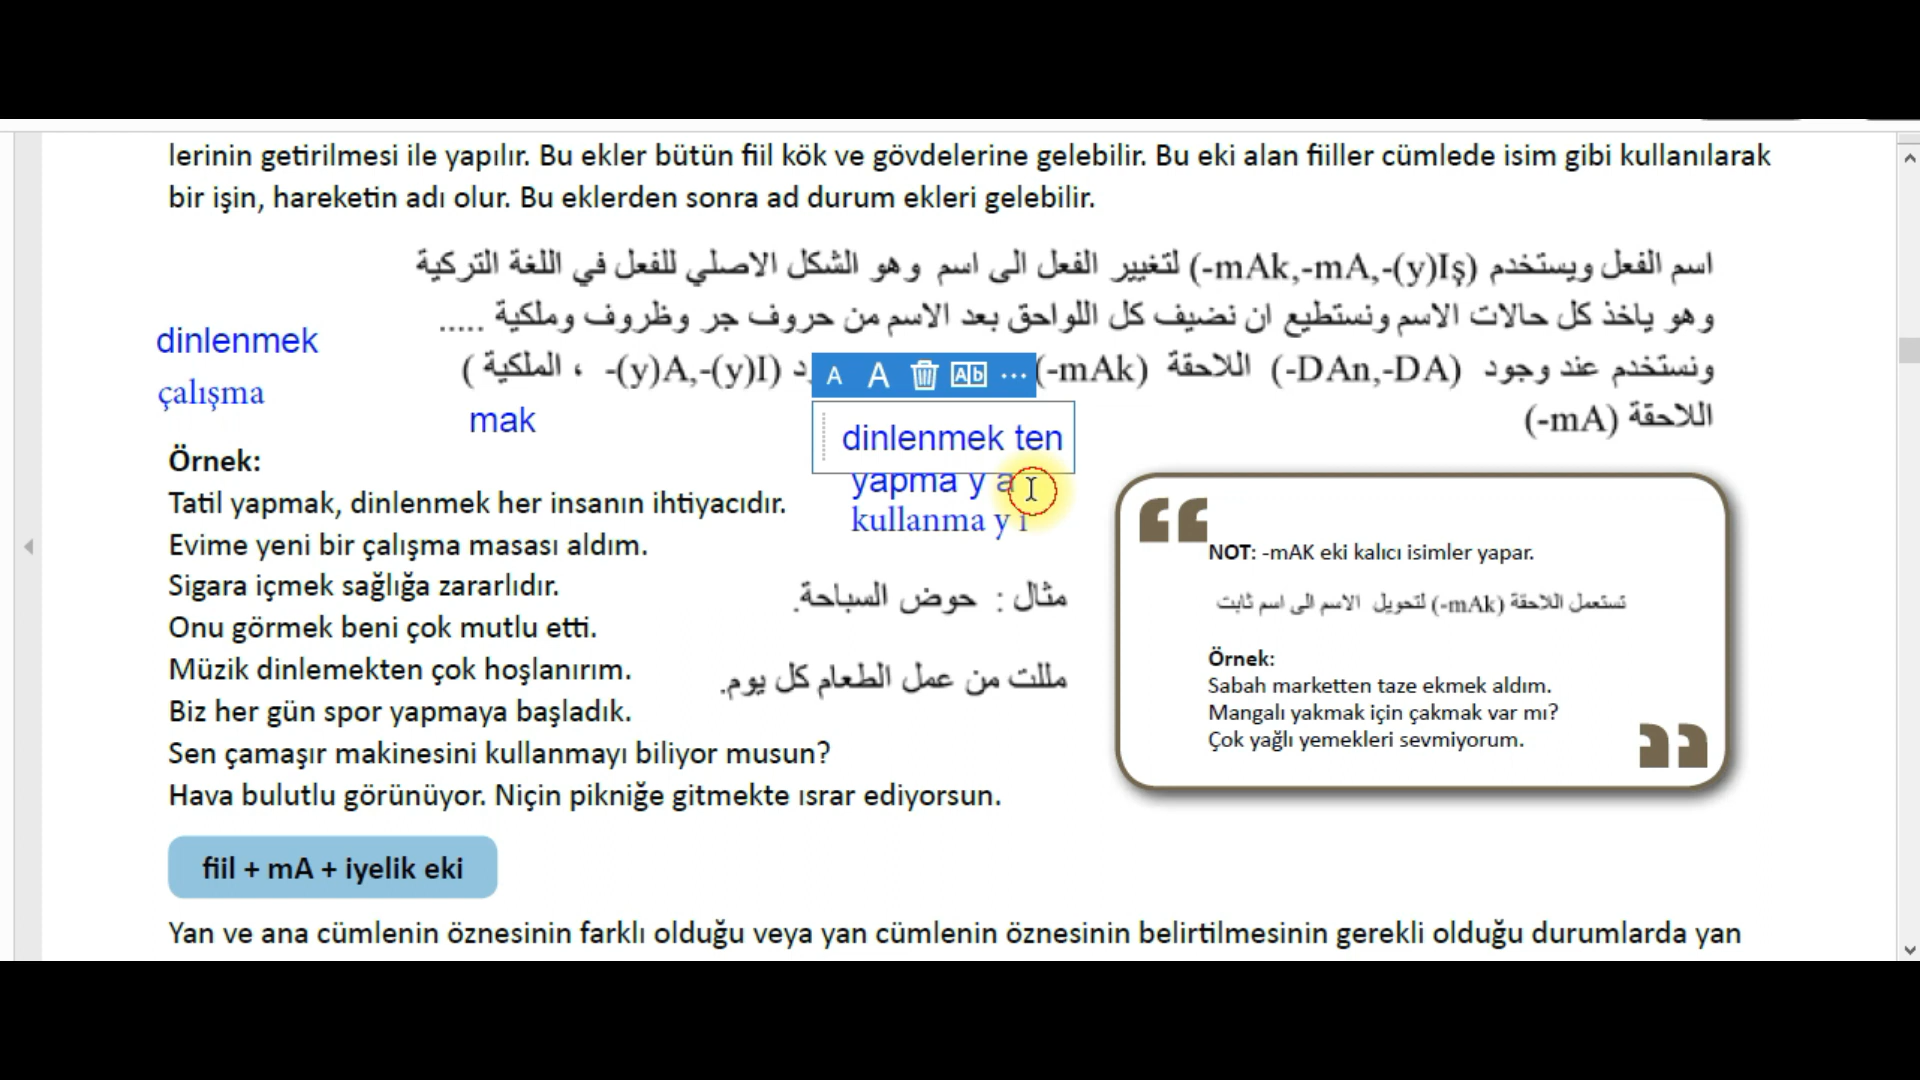 lerinin getirilmesi ile yapılır. Bu ekler bütün fiil kök ve gövdelerine gelebilir. Bu eki alan fiiller cümlede isim gibi kullanılarak
bir işin, hareketin adı olur. Bu eklerden sonra ad durum ekleri gelebilir.
اسم الفعل ويستخدم (-mAk,-mA,-(y)Iş) لتغيير الفعل الى اسم وهو الشكل الاصلي للفعل في اللغة التركية
وهو ياخذ كل حالات الاسم ونستطيع ان نضيف كل اللواحق بعد الاسم من حروف جر وظروف وملكية .....
ونستخدم عند وجود (-DAn,-DA) اللاحقة (-mAk) د (-(y)A,-(y)I ، الملكية )
اللاحقة (-mA)
dinlenmek
çalışma
mak
A A Ab ...
dinlenmek ten
yapma y a
kullanma y ı
Örnek:
Tatil yapmak, dinlenmek her insanın ihtiyacıdır.
Evime yeni bir çalışma masası aldım.
Sigara içmek sağlığa zararlıdır.
Onu görmek beni çok mutlu etti.
Müzik dinlemekten çok hoşlanırım.
Biz her gün spor yapmaya başladık.
Sen çamaşır makinesini kullanmayı biliyor musun?
Hava bulutlu görünüyor. Niçin pikniğe gitmekte ısrar ediyorsun.
مثال : حوض السباحة.
مللت من عمل الطعام كل يوم.
NOT: -mAK eki kalıcı isimler yapar.
تستعمل اللاحقة (-mAk) لتحويل الاسم الى اسم ثابت
Örnek:
Sabah marketten taze ekmek aldım.
Mangalı yakmak için çakmak var mı?
Çok yağlı yemekleri sevmiyorum.
fiil + mA + iyelik eki
Yan ve ana cümlenin öznesinin farklı olduğu veya yan cümlenin öznesinin belirtilmesinin gerekli olduğu durumlarda yan